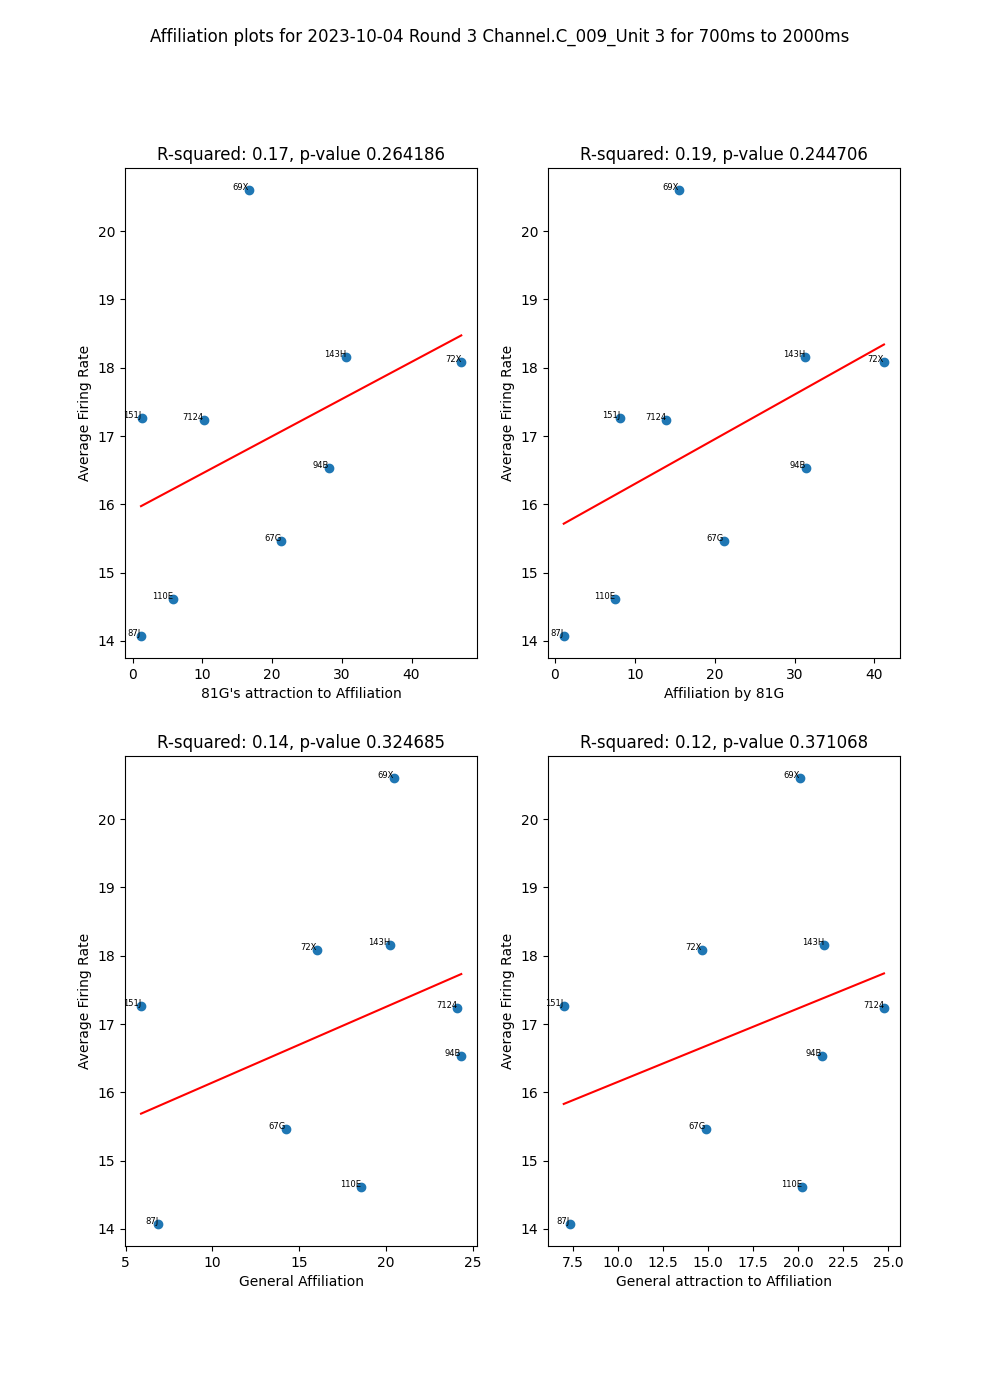 Affiliation plots for 2023-10-04 Round 3 Channel.C_009_Unit 3 for 700ms to 2000ms
R-squared: 0.17, p-value 0.264186
69X
143H
72X
151J
7124
94B
67G
110E
87J
20
19
18
17
16
15
14
Average Firing Rate
0 10 20 30 40
81G's attraction to Affiliation
R-squared: 0.19, p-value 0.244706
69X
143H
72X
151J
7124
94B
67G
110E
87J
20
19
18
17
16
15
14
Average Firing Rate
0 10 20 30 40
Affiliation by 81G
R-squared: 0.14, p-value 0.324685
69X
143H
72X
151J
7124
94B
67G
110E
87J
20
19
18
17
16
15
14
Average Firing Rate
5 10 15 20 25
General Affiliation
R-squared: 0.12, p-value 0.371068
69X
143H
72X
151J
7124
94B
67G
110E
87J
20
19
18
17
16
15
14
Average Firing Rate
7.5 10.0 12.5 15.0 17.5 20.0 22.5 25.0
General attraction to Affiliation